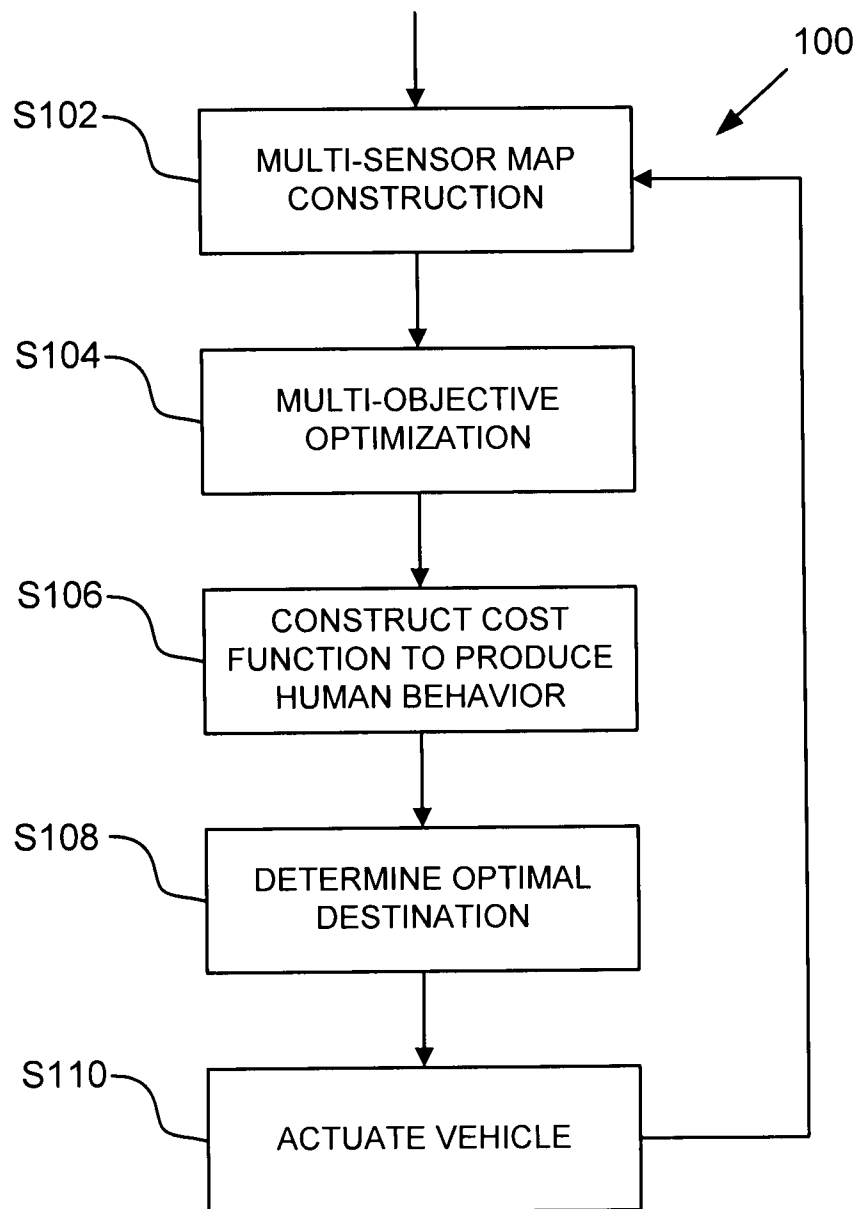 100
S102
MULTI-SENSOR MAP
CONSTRUCTION
S104
MULTI-OBJECTIVE
OPTIMIZATION
S106
CONSTRUCT COST
FUNCTION TO PRODUCE
HUMAN BEHAVIOR
S108
DETERMINE OPTIMAL
DESTINATION
S110
ACTUATE VEHICLE